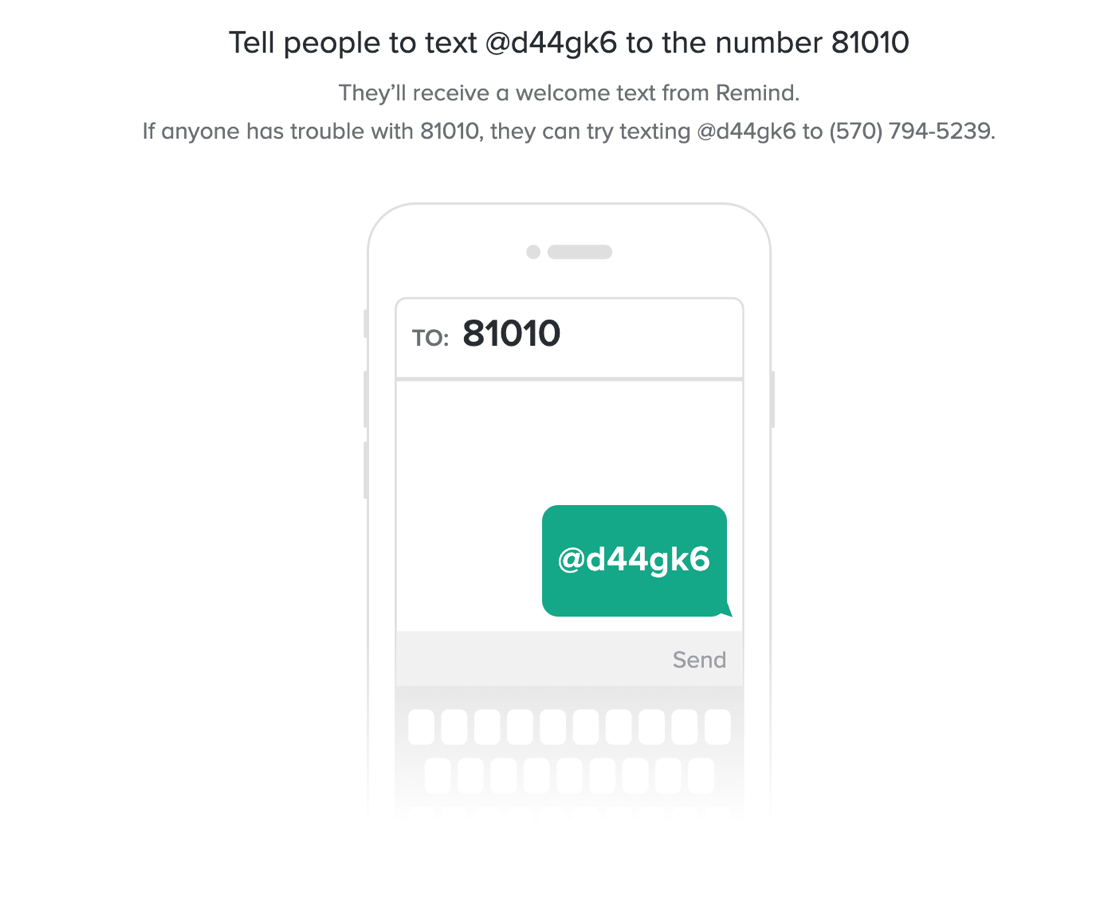 Tell people to text @d44gk6 to the number 81010
They’ll receive a welcome text from Remind.
If anyone has trouble with 81010, they can try texting @d44gk6 to (570) 794-5239.
TO: 81010
@d44gk6
Send